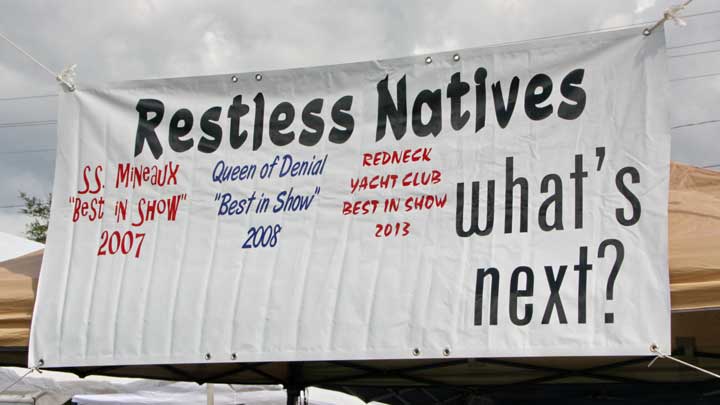 Restless Natives
S.S. MiNeaux
"Best in Show"
2007
Queen of Denial
"Best in Show"
2008
REDNECK
YACHT CLUB
BEST IN SHOW
2013
what's
next?